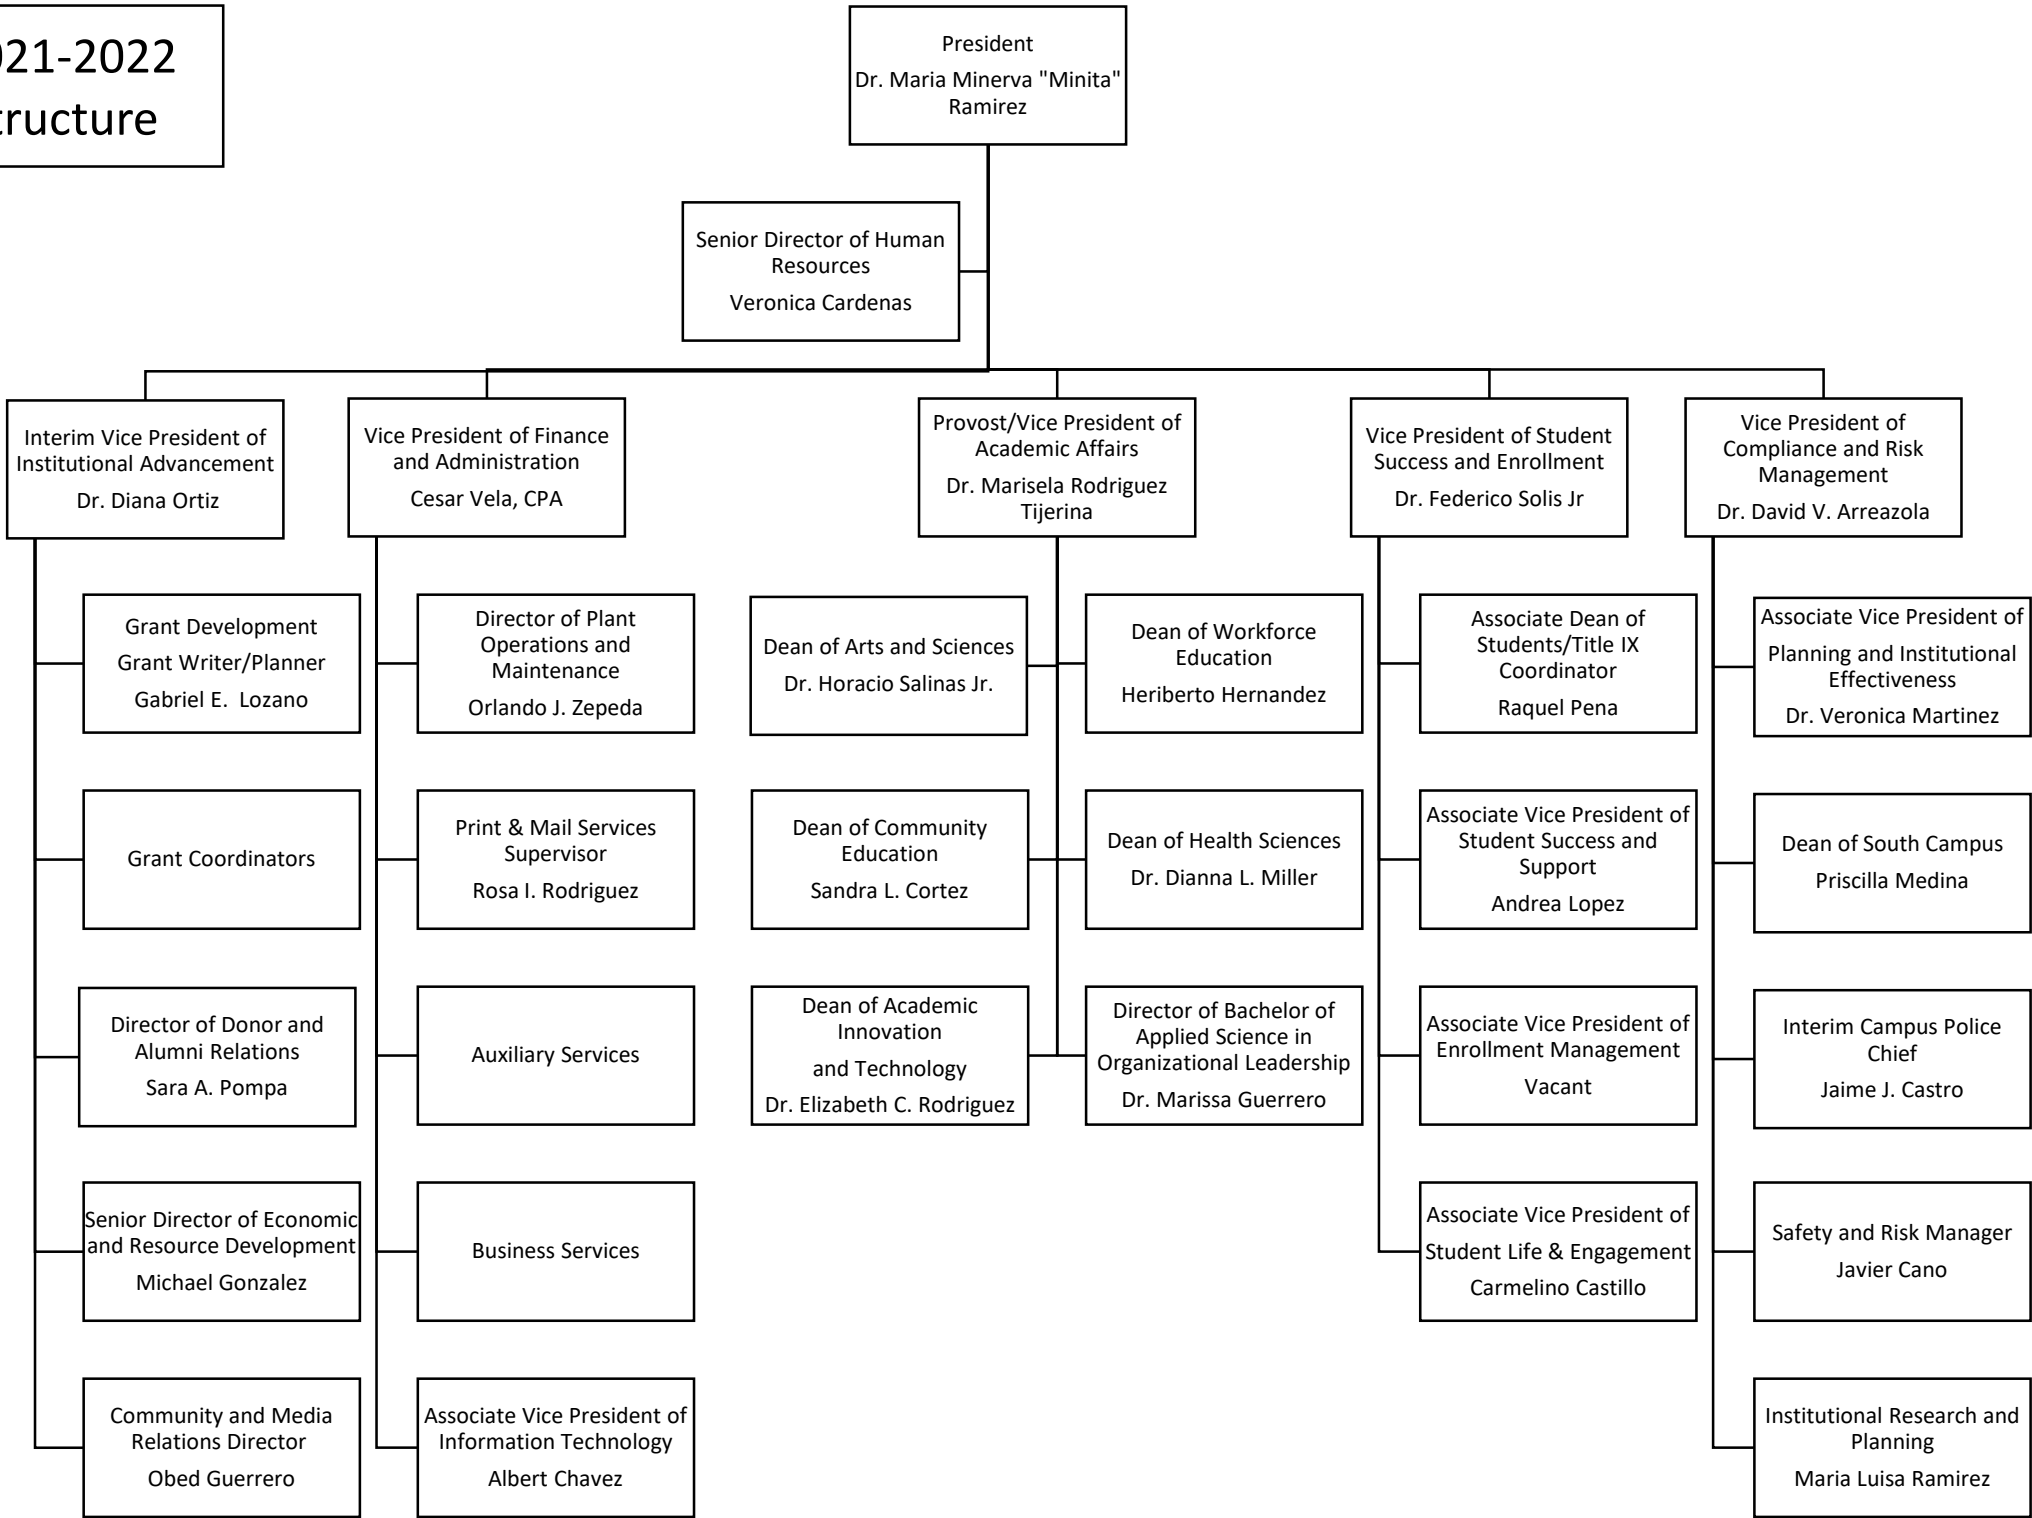 021-2022
tructure
President
Dr. Maria Minerva "Minita"
Ramirez
Senior Director of Human
Resources
Veronica Cardenas
Interim Vice President of
Institutional Advancement
Dr. Diana Ortiz
Vice President of Finance
and Administration
Cesar Vela, CPA
Provost/Vice President of
Academic Affairs
Dr. Marisela Rodriguez
Tijerina
Vice President of Student
Success and Enrollment
Dr. Federico Solis Jr
Vice President of
Compliance and Risk
Management
Dr. David V. Arreazola
Grant Development
Grant Writer/Planner
Gabriel E.  Lozano
Grant Coordinators
Director of Donor and
Alumni Relations
Sara A. Pompa
Senior Director of Economic
and Resource Development
Michael Gonzalez
Community and Media
Relations Director
Obed Guerrero
Director of Plant
Operations and
Maintenance
Orlando J. Zepeda
Print & Mail Services
Supervisor
Rosa I. Rodriguez
Auxiliary Services
Business Services
Associate Vice President of
Information Technology
Albert Chavez
Dean of Arts and Sciences
Dr. Horacio Salinas Jr.
Dean of Community
Education
Sandra L. Cortez
Dean of Academic
Innovation
and Technology
Dr. Elizabeth C. Rodriguez
Dean of Workforce
Education
Heriberto Hernandez
Dean of Health Sciences
Dr. Dianna L. Miller
Director of Bachelor of
Applied Science in
Organizational Leadership
Dr. Marissa Guerrero
Associate Dean of
Students/Title IX
Coordinator
Raquel Pena
Associate Vice President of
Student Success and
Support
Andrea Lopez
Associate Vice President of
Enrollment Management
Vacant
Associate Vice President of
Student Life & Engagement
Carmelino Castillo
Associate Vice President of
Planning and Institutional
Effectiveness
Dr. Veronica Martinez
Dean of South Campus
Priscilla Medina
Interim Campus Police
Chief
Jaime J. Castro
Safety and Risk Manager
Javier Cano
Institutional Research and
Planning
Maria Luisa Ramirez